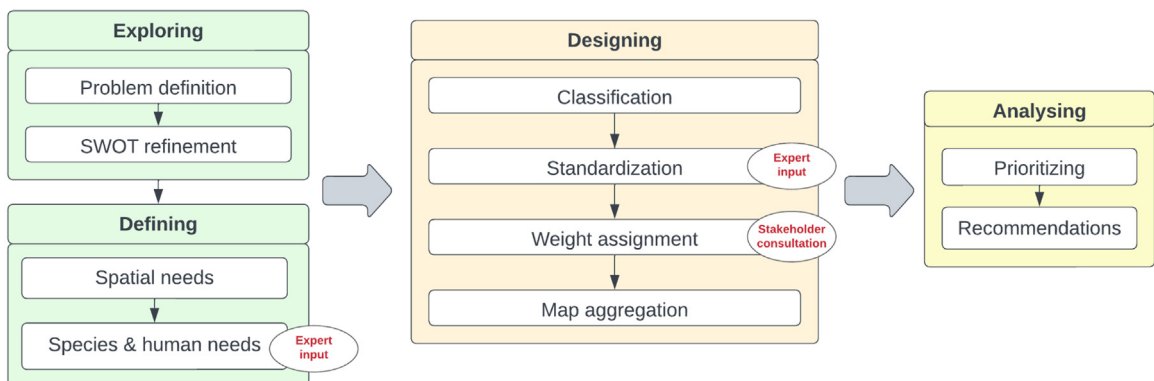 Exploring
Problem definition
SWOT refinement
Defining
Spatial needs
Species & human needs
Expert
input
Designing
Classification
Standardization
Expert
input
Weight assignment
Stakeholder
consultation
Map aggregation
Analysing
Prioritizing
Recommendations